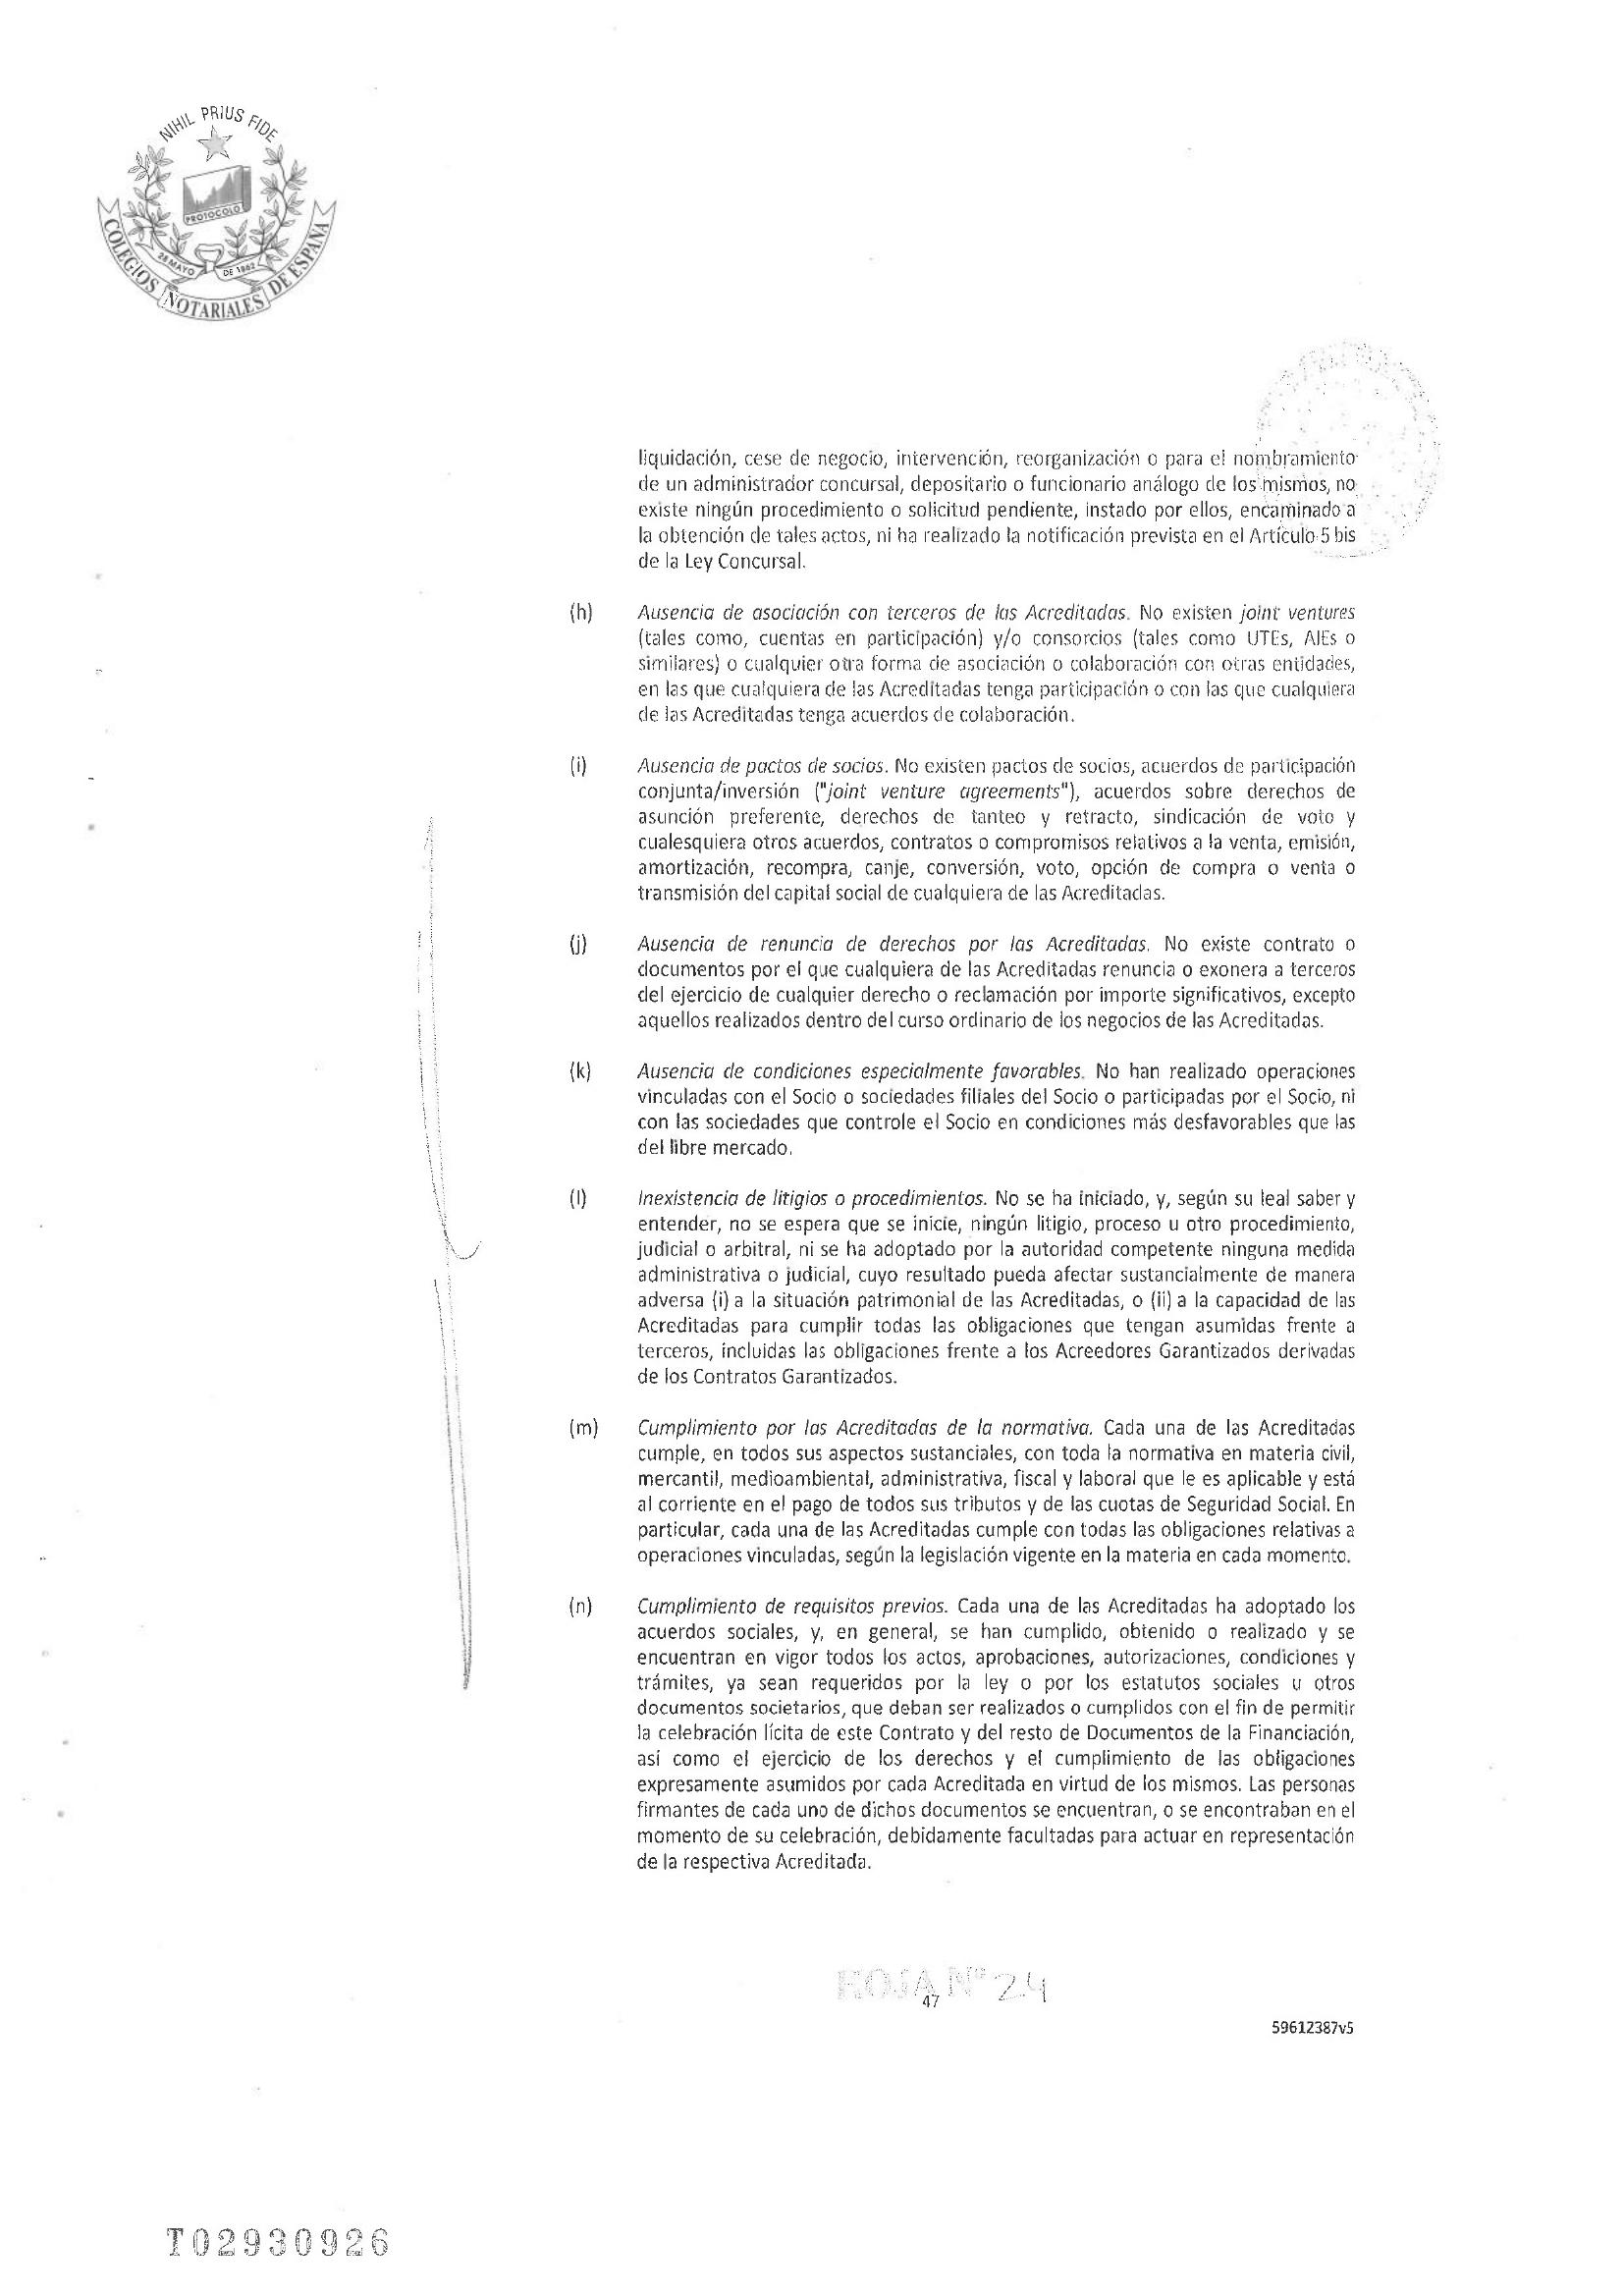 NIHIL PRIUS FIDE
PROTOCOLO
28 MAYO DE 1862
COLEGIOS NOTARIALES DE ESPAÑA
liquidación, cese de negocio, intervención, reorganización o para el nombramiento
de un administrador concursal, depositario o funcionario análogo de los mismos, no
existe ningún procedimiento o solicitud pendiente, instado por ellos, encaminado a
la obtención de tales actos, ni ha realizado la notificación prevista en el Artículo 5 bis
de la Ley Concursal.
(h) Ausencia de asociación con terceros de las Acreditadas. No existen joint ventures
(tales como, cuentas en participación) y/o consorcios (tales como UTEs, AIEs o
similares) o cualquier otra forma de asociación o colaboración con otras entidades,
en las que cualquiera de las Acreditadas tenga participación o con las que cualquiera
de las Acreditadas tenga acuerdos de colaboración.
(i) Ausencia de pactos de socios. No existen pactos de socios, acuerdos de participación
conjunta/inversión ("joint venture agreements"), acuerdos sobre derechos de
asunción preferente, derechos de tanteo y retracto, sindicación de voto y
cualesquiera otros acuerdos, contratos o compromisos relativos a la venta, emisión,
amortización, recompra, canje, conversión, voto, opción de compra o venta o
transmisión del capital social de cualquiera de las Acreditadas.
(j) Ausencia de renuncia de derechos por las Acreditadas. No existe contrato o
documentos por el que cualquiera de las Acreditadas renuncia o exonera a terceros
del ejercicio de cualquier derecho o reclamación por importe significativos, excepto
aquellos realizados dentro del curso ordinario de los negocios de las Acreditadas.
(k) Ausencia de condiciones especialmente favorables. No han realizado operaciones
vinculadas con el Socio o sociedades filiales del Socio o participadas por el Socio, ni
con las sociedades que controle el Socio en condiciones más desfavorables que las
del libre mercado.
(l) Inexistencia de litigios o procedimientos. No se ha iniciado, y, según su leal saber y
entender, no se espera que se inicie, ningún litigio, proceso u otro procedimiento,
judicial o arbitral, ni se ha adoptado por la autoridad competente ninguna medida
administrativa o judicial, cuyo resultado pueda afectar sustancialmente de manera
adversa (i) a la situación patrimonial de las Acreditadas, o (ii) a la capacidad de las
Acreditadas para cumplir todas las obligaciones que tengan asumidas frente a
terceros, incluidas las obligaciones frente a los Acreedores Garantizados derivadas
de los Contratos Garantizados.
(m) Cumplimiento por las Acreditadas de la normativa. Cada una de las Acreditadas
cumple, en todos sus aspectos sustanciales, con toda la normativa en materia civil,
mercantil, medioambiental, administrativa, fiscal y laboral que le es aplicable y está
al corriente en el pago de todos sus tributos y de las cuotas de Seguridad Social. En
particular, cada una de las Acreditadas cumple con todas las obligaciones relativas a
operaciones vinculadas, según la legislación vigente en la materia en cada momento.
(n) Cumplimiento de requisitos previos. Cada una de las Acreditadas ha adoptado los
acuerdos sociales, y, en general, se han cumplido, obtenido o realizado y se
encuentran en vigor todos los actos, aprobaciones, autorizaciones, condiciones y
trámites, ya sean requeridos por la ley o por los estatutos sociales u otros
documentos societarios, que deban ser realizados o cumplidos con el fin de permitir
la celebración lícita de este Contrato y del resto de Documentos de la Financiación,
así como el ejercicio de los derechos y el cumplimiento de las obligaciones
expresamente asumidos por cada Acreditada en virtud de los mismos. Las personas
firmantes de cada uno de dichos documentos se encuentran, o se encontraban en el
momento de su celebración, debidamente facultadas para actuar en representación
de la respectiva Acreditada.
HOJA Nº 24
47
59612387v5
T02930926